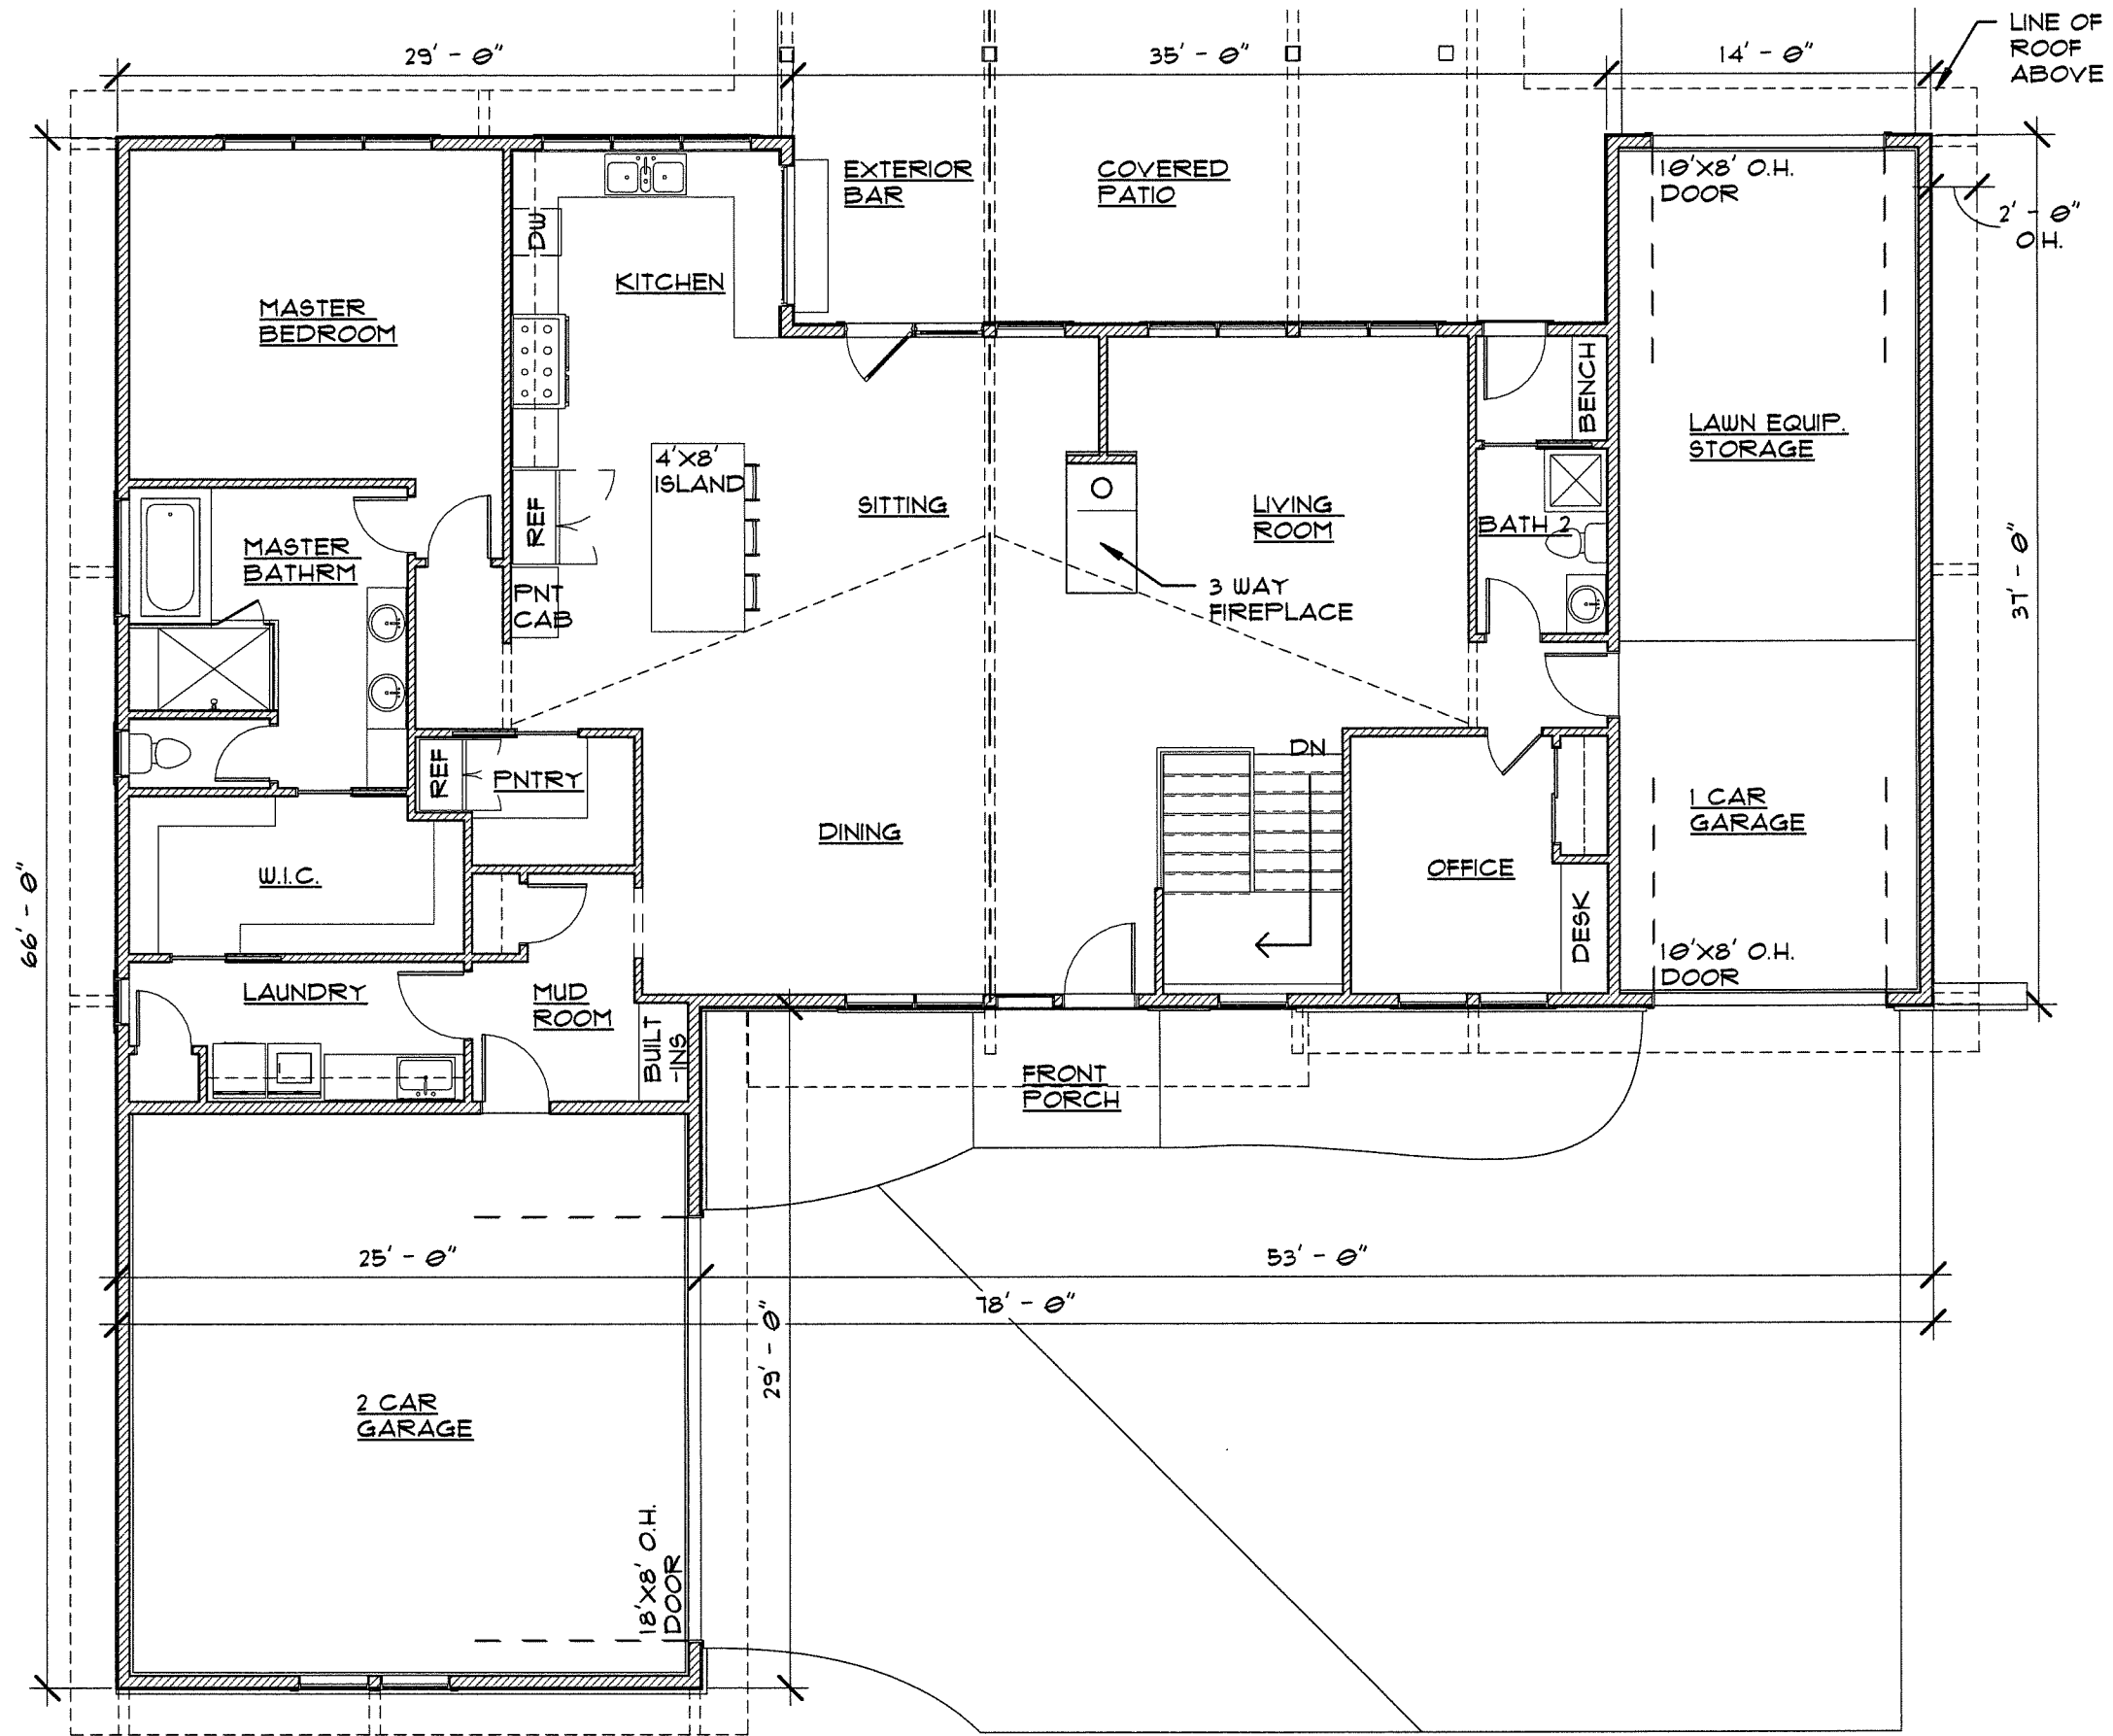 29' - 0"
35' - 0"
14' - 0"
LINE OF
ROOF
ABOVE
EXTERIOR
BAR
COVERED
PATIO
10'X8' O.H.
DOOR
2' - 0"
O.H.
DW
KITCHEN
MASTER
BEDROOM
BENCH
LAWN EQUIP.
STORAGE
4'X8'
ISLAND
REF
SITTING
LIVING
ROOM
BATH 2
MASTER
BATHRM
37' - 0"
PNT
CAB
3 WAY
FIREPLACE
DN
REF
PNTRY
1 CAR
GARAGE
DINING
OFFICE
W.I.C.
66' - 0"
DESK
10'X8' O.H.
DOOR
LAUNDRY
MUD
ROOM
BUILT
-INS
FRONT
PORCH
25' - 0"
53' - 0"
78' - 0"
29' - 0"
2 CAR
GARAGE
18'X8' O.H.
DOOR